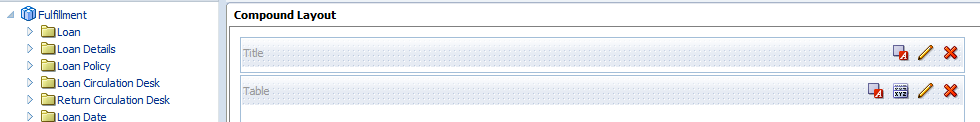 Fulfillment
Loan
Loan Details
Loan Policy
Loan Circulation Desk
Return Circulation Desk
Loan Date
Compound Layout
Title
Table